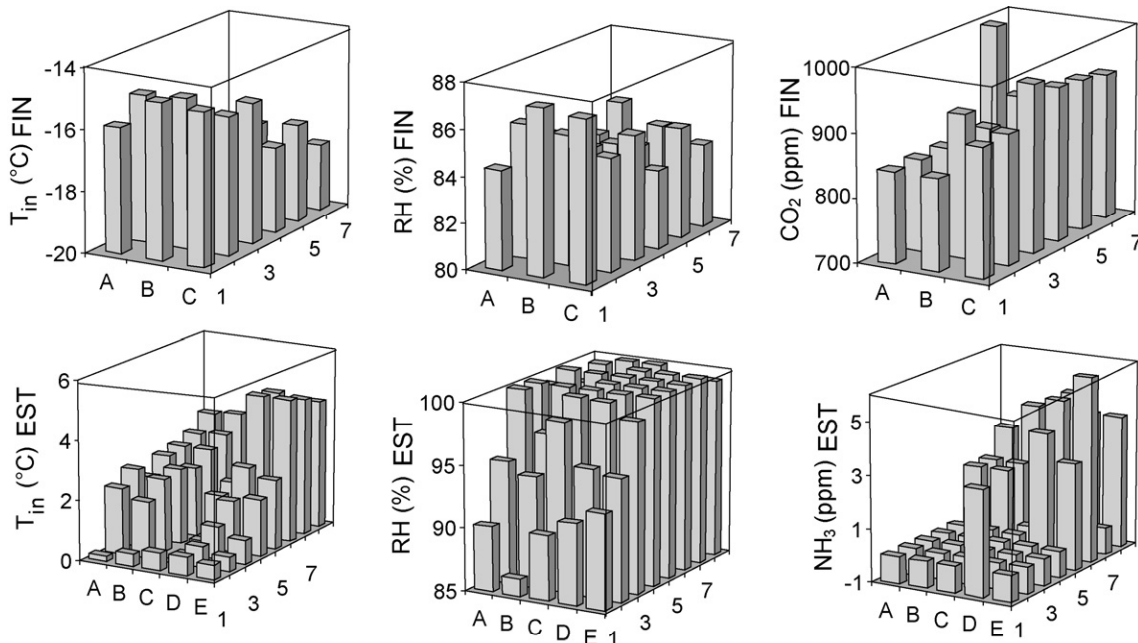 T_in (°C) FIN
-14
-16
-18
-20
A B C
1 3 5 7
RH (%) FIN
88
86
84
82
80
A B C
1 3 5 7
CO₂ (ppm) FIN
1000
900
800
700
A B C
1 3 5 7
T_in (°C) EST
6
4
2
0
A B C D E
1 3 5 7
RH (%) EST
100
95
90
85
A B C D E
1 3 5 7
NH₃ (ppm) EST
5
3
1
-1
A B C D E
1 3 5 7